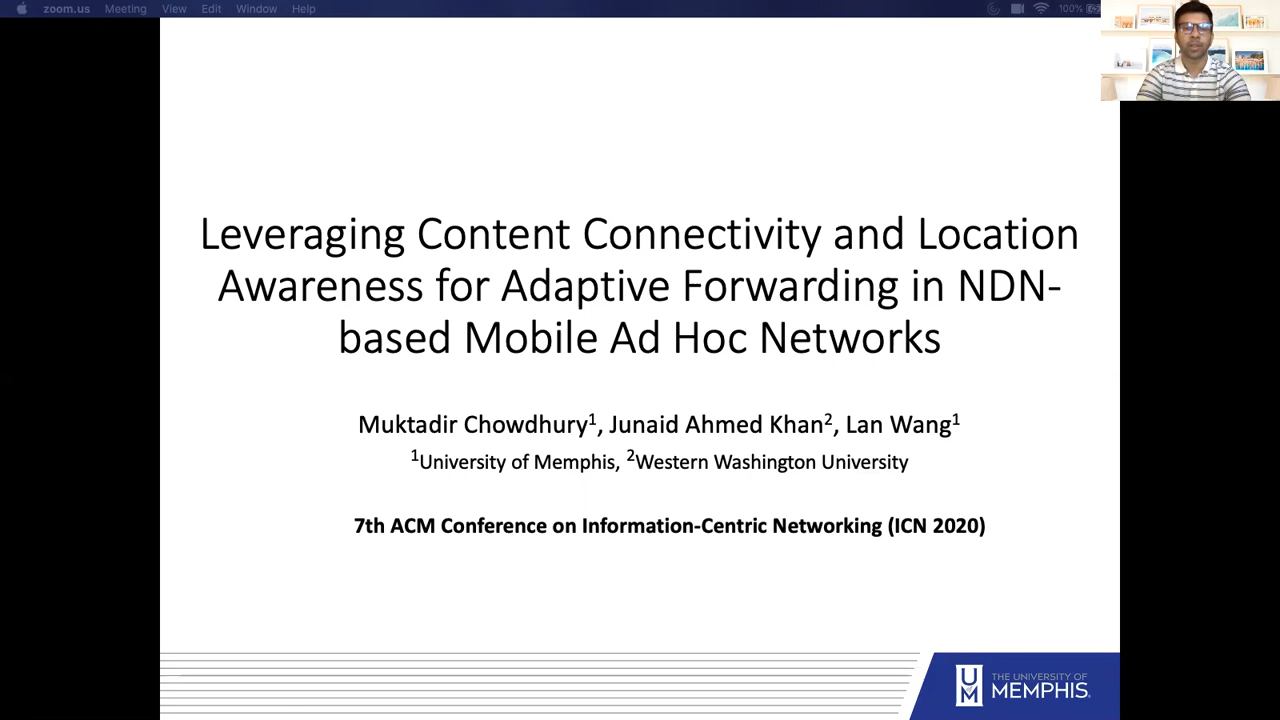 zoom.us Meeting View Edit Window Help 100%
Leveraging Content Connectivity and Location
Awareness for Adaptive Forwarding in NDN-
based Mobile Ad Hoc Networks
Muktadir Chowdhury¹, Junaid Ahmed Khan², Lan Wang¹
¹University of Memphis, ²Western Washington University
7th ACM Conference on Information-Centric Networking (ICN 2020)
UM
THE UNIVERSITY OF
MEMPHIS.